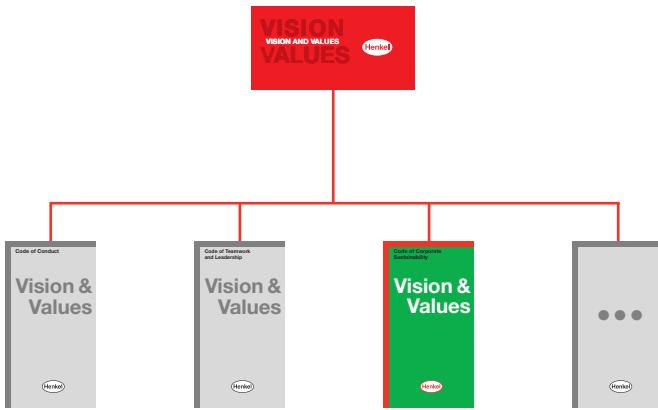 VISION
VISION AND VALUES
VALUES
Henkel
Code of Conduct
Vision &
Values
Henkel
Code of Teamwork
and Leadership
Vision &
Values
Henkel
Code of Corporate
Sustainability
Vision &
Values
Henkel
●●●
Henkel